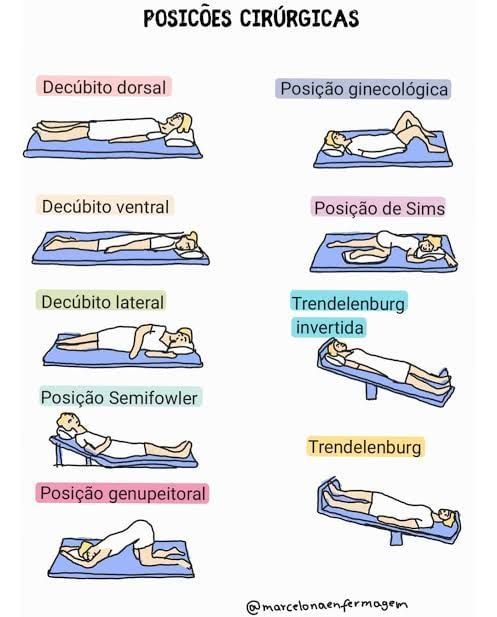 POSICÕES CIRÚRGICAS
Decúbito dorsal
Decúbito ventral
Decúbito lateral
Posição Semifowler
Posição genupeitoral
Posição ginecológica
Posição de Sims
Trendelenburg
invertida
Trendelenburg
@marcelonaenfermagem